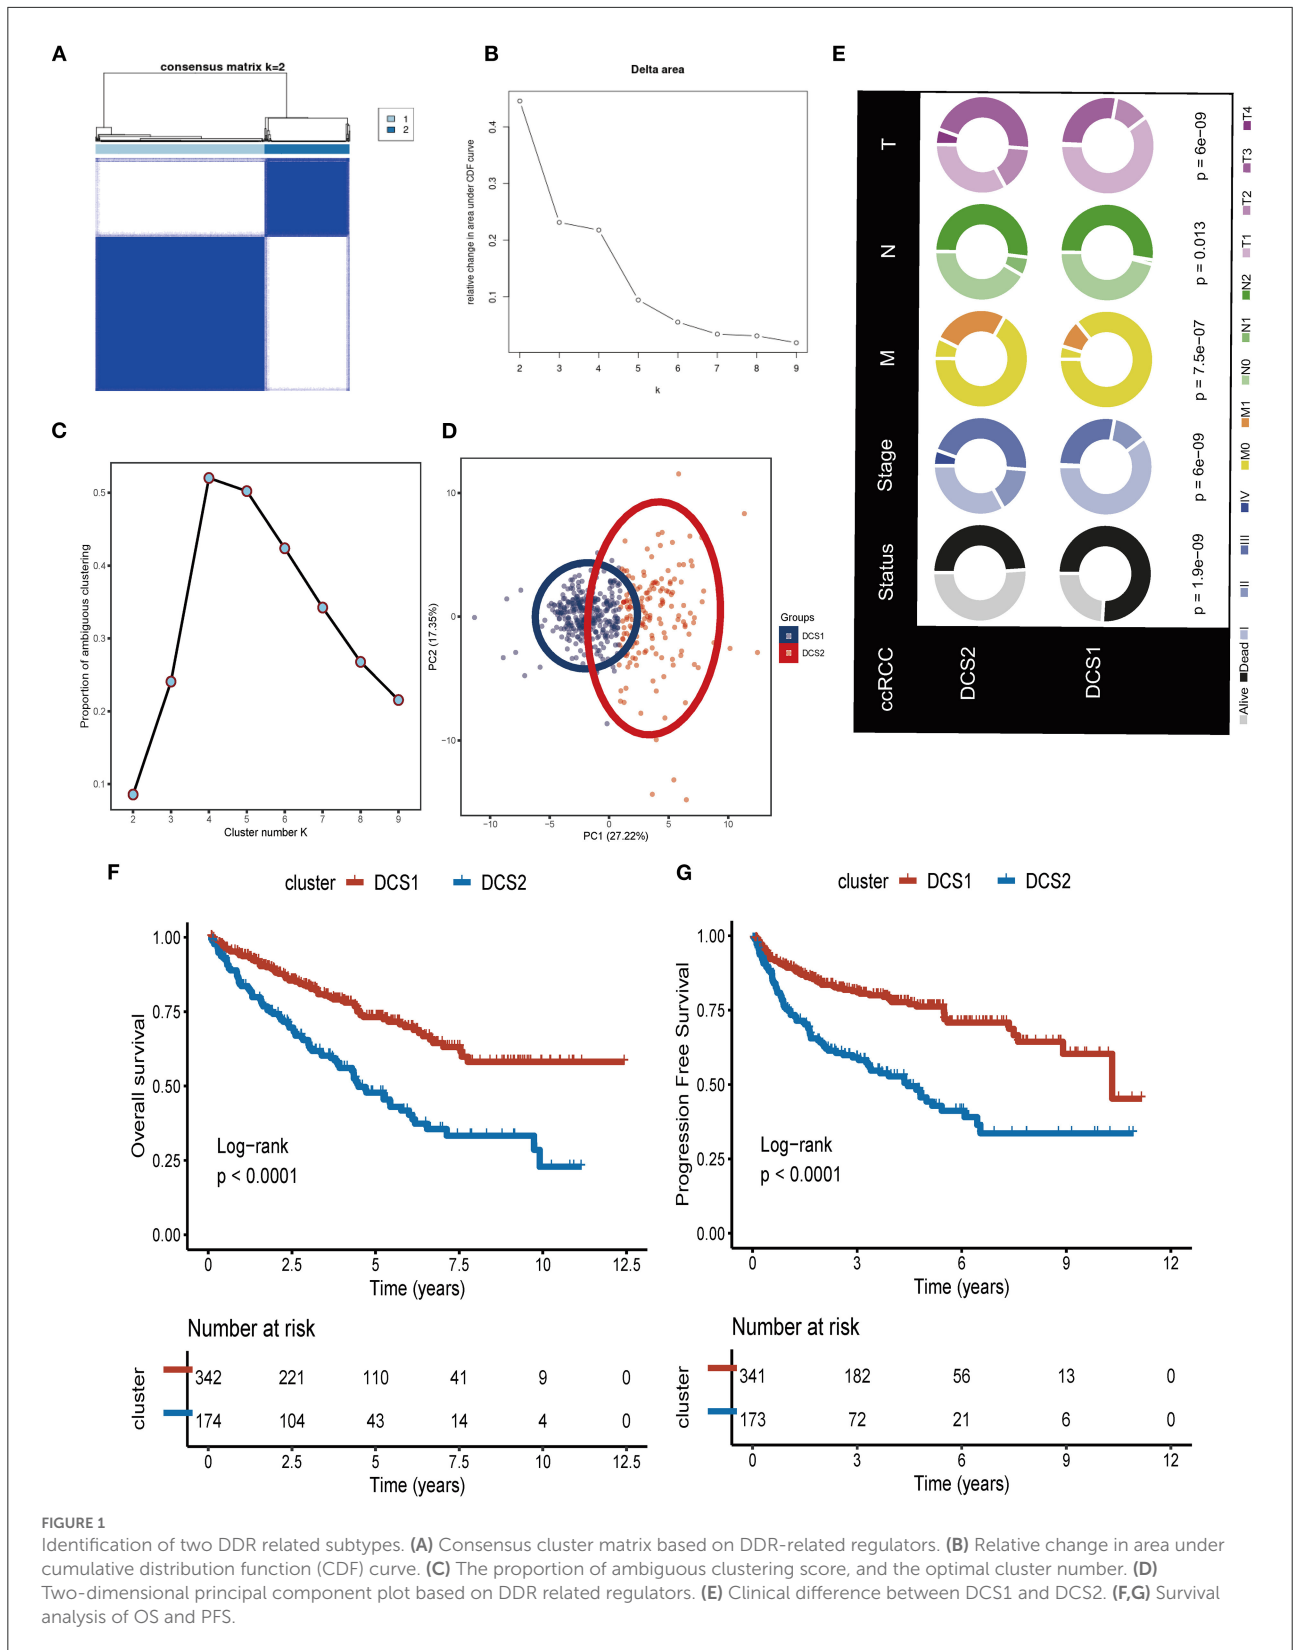 A
consensus matrix k=2
1
2
B
Delta area
relative change in area under CDF curve
0.4
0.3
0.2
0.1
2 3 4 5 6 7 8 9
k
C
Proportion of ambiguous clustering
0.5
0.4
0.3
0.2
0.1
2 3 4 5 6 7 8 9
Cluster number K
D
PC2 (17.35%)
10
0
−10
−10 −5 0 5 10
PC1 (27.22%)
Groups
DCS1
DCS2
E
ccRCC
Status
Stage
M
N
T
DCS2
DCS1
p = 1.9e-09
p = 6e-09
p = 7.5e-07
p = 0.013
p = 6e-09
Alive
Dead
I
II
III
IV
M0
M1
N0
N1
N2
T1
T2
T3
T4
F
cluster DCS1 DCS2
Overall survival
1.00
0.75
0.50
0.25
0.00
Log−rank
p < 0.0001
0 2.5 5 7.5 10 12.5
Time (years)
Number at risk
cluster
342 221 110 41 9 0
174 104 43 14 4 0
0 2.5 5 7.5 10 12.5
Time (years)
G
cluster DCS1 DCS2
Progression Free Survival
1.00
0.75
0.50
0.25
0.00
Log−rank
p < 0.0001
0 3 6 9 12
Time (years)
Number at risk
cluster
341 182 56 13 0
173 72 21 6 0
0 3 6 9 12
Time (years)
FIGURE 1
Identification of two DDR related subtypes. (A) Consensus cluster matrix based on DDR-related regulators. (B) Relative change in area under
cumulative distribution function (CDF) curve. (C) The proportion of ambiguous clustering score, and the optimal cluster number. (D)
Two-dimensional principal component plot based on DDR related regulators. (E) Clinical difference between DCS1 and DCS2. (F,G) Survival
analysis of OS and PFS.